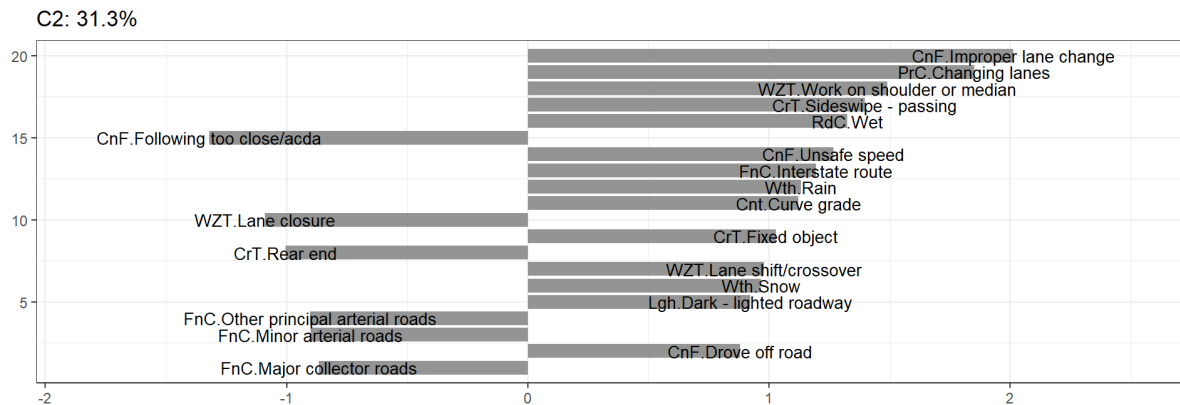 C2: 31.3%
20
CnF.Improper lane change
PrC.Changing lanes
WZT.Work on shoulder or median
CrT.Sideswipe - passing
RdC.Wet
15
CnF.Following too close/acda
CnF.Unsafe speed
FnC.Interstate route
Wth.Rain
Cnt.Curve grade
10
WZT.Lane closure
CrT.Fixed object
CrT.Rear end
WZT.Lane shift/crossover
Wth.Snow
5
Lgh.Dark - lighted roadway
FnC.Other principal arterial roads
FnC.Minor arterial roads
CnF.Drove off road
FnC.Major collector roads
-2 -1 0 1 2